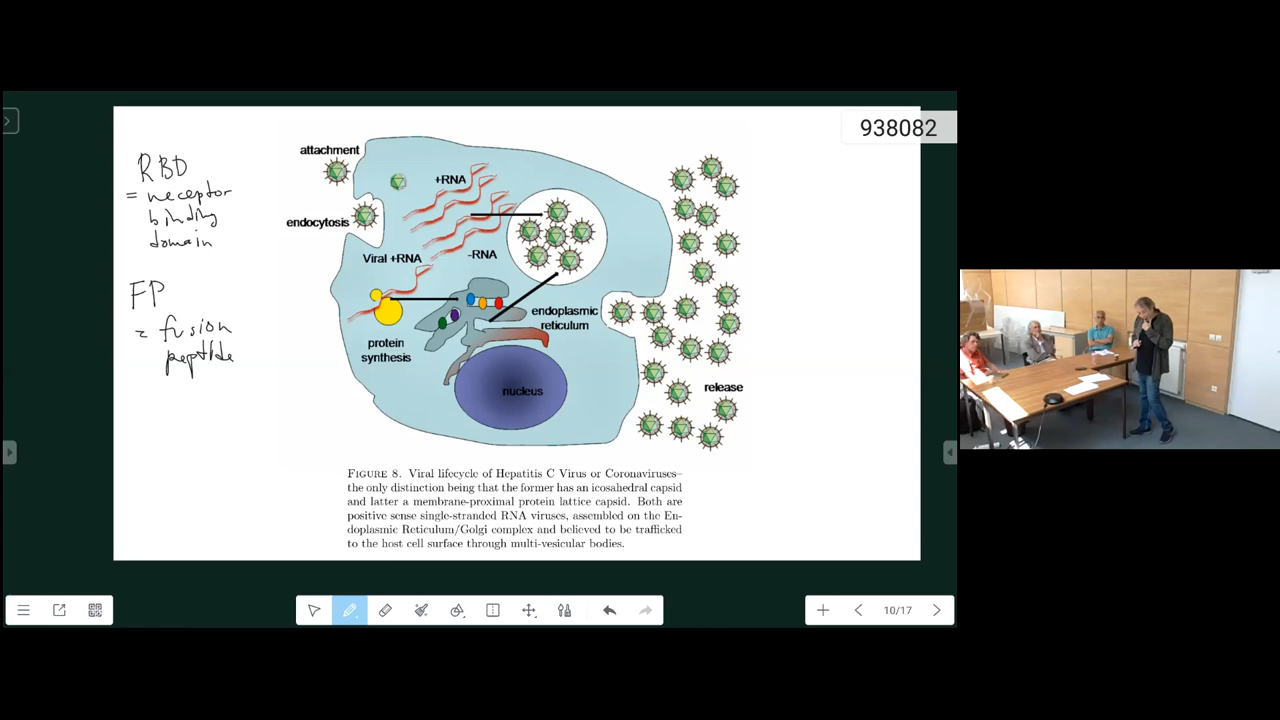 938082
RBD
= receptor
binding
domain
FP
= fusion
peptide
attachment
endocytosis
+RNA
Viral +RNA
-RNA
protein
synthesis
endoplasmic
reticulum
nucleus
release
FIGURE 8. Viral lifecycle of Hepatitis C Virus or Coronaviruses–
the only distinction being that the former has an icosahedral capsid
and latter a membrane-proximal protein lattice capsid. Both are
positive sense single-stranded RNA viruses, assembled on the En-
doplasmic Reticulum/Golgi complex and believed to be trafficked
to the host cell surface through multi-vesicular bodies.
10/17